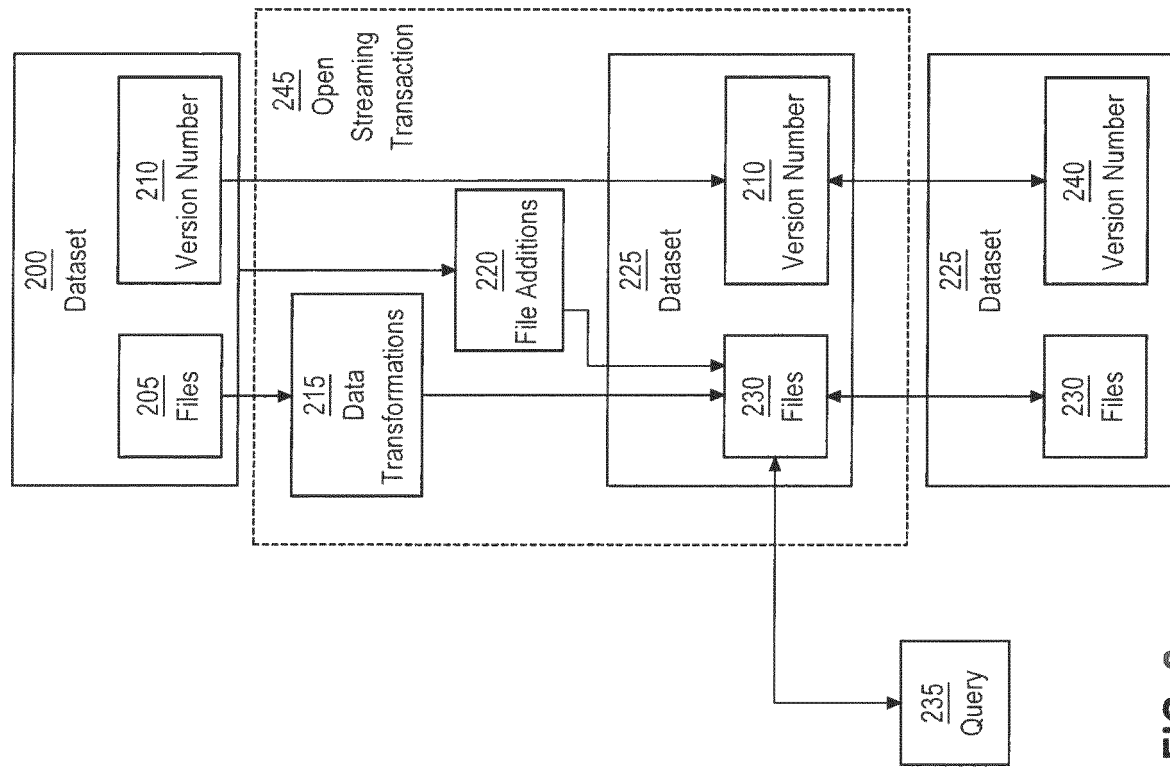 200
Dataset
205
Files
210
Version Number
245
Open
Streaming
Transaction
215
Data
Transformations
220
File Additions
225
Dataset
230
Files
210
Version Number
235
Query
225
Dataset
230
Files
240
Version Number
FIG.